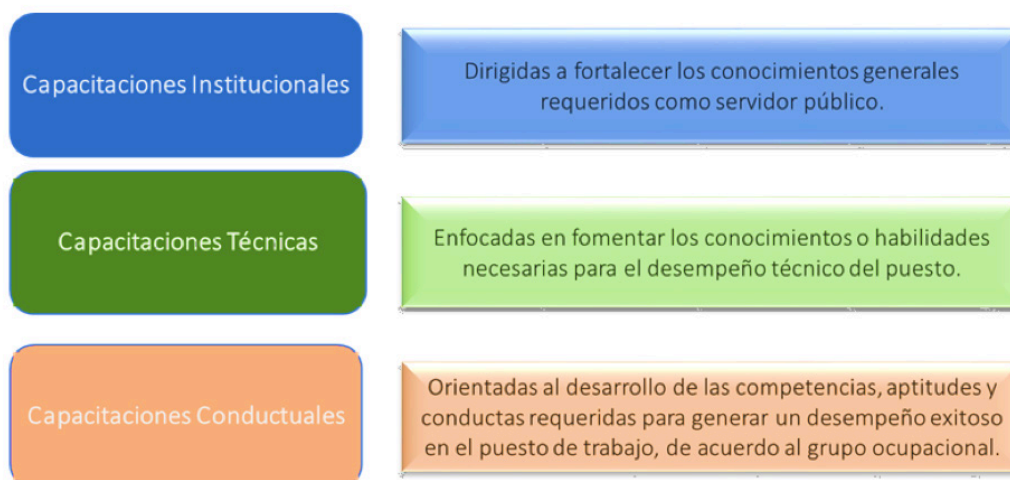 Capacitaciones Institucionales
Dirigidas a fortalecer los conocimientos generales
requeridos como servidor público.
Capacitaciones Técnicas
Enfocadas en fomentar los conocimientos o habilidades
necesarias para el desempeño técnico del puesto.
Capacitaciones Conductuales
Orientadas al desarrollo de las competencias, aptitudes y
conductas requeridas para generar un desempeño exitoso
en el puesto de trabajo, de acuerdo al grupo ocupacional.